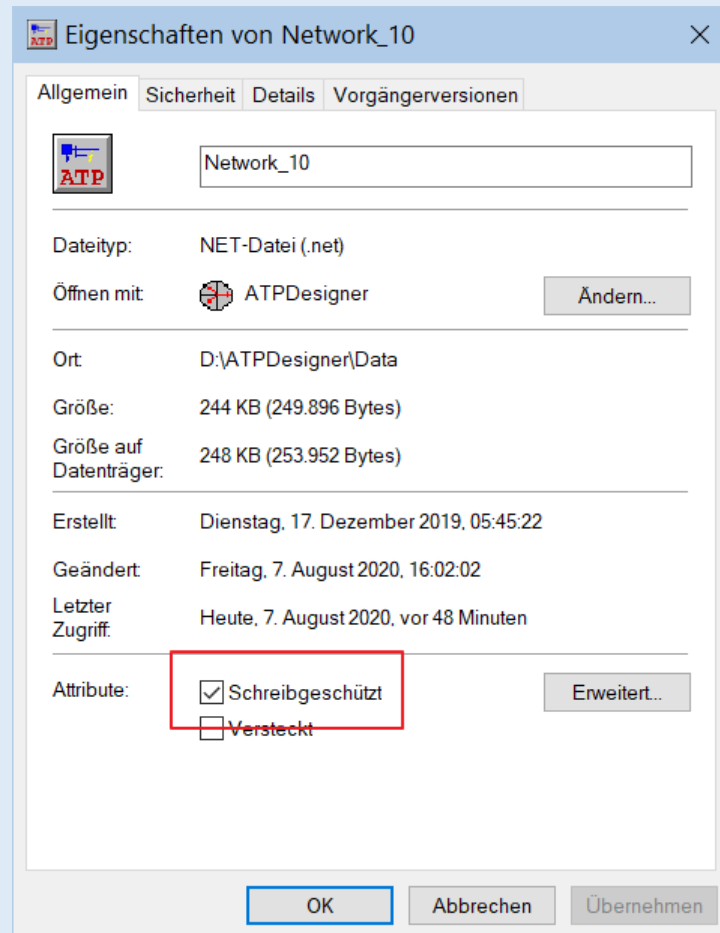 ATP
Eigenschaften von Network_10
Allgemein Sicherheit Details Vorgängerversionen
ATP
Network_10
Dateityp: NET-Datei (.net)
Öffnen mit: ATPDesigner Ändern...
Ort: D:\ATPDesigner\Data
Größe: 244 KB (249.896 Bytes)
Größe auf
Datenträger: 248 KB (253.952 Bytes)
Erstellt: Dienstag, 17. Dezember 2019, 05:45:22
Geändert: Freitag, 7. August 2020, 16:02:02
Letzter
Zugriff: Heute, 7. August 2020, vor 48 Minuten
Attribute: Schreibgeschützt Erweitert...
Versteckt
OK Abbrechen Übernehmen